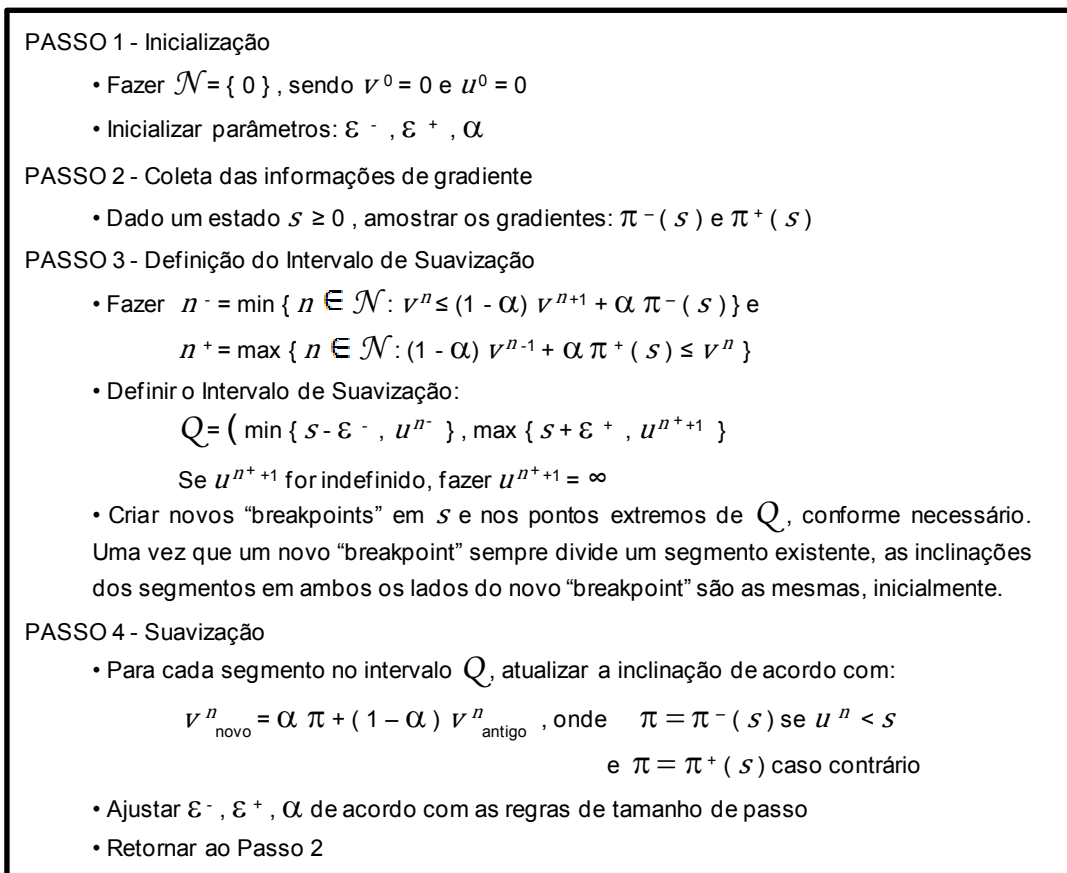 PASSO 1 - Inicialização
• Fazer 𝒩 = { 0 } , sendo v⁰ = 0 e u⁰ = 0
• Inicializar parâmetros: ε⁻ , ε⁺ , α
PASSO 2 - Coleta das informações de gradiente
• Dado um estado s ≥ 0 , amostrar os gradientes: π⁻ ( s ) e π⁺ ( s )
PASSO 3 - Definição do Intervalo de Suavização
• Fazer n⁻ = min { n ∈ 𝒩 : vⁿ ≤ (1 - α) vⁿ⁺¹ + α π⁻ ( s ) } e
n⁺ = max { n ∈ 𝒩 : (1 - α) vⁿ⁻¹ + α π⁺ ( s ) ≤ vⁿ }
• Definir o Intervalo de Suavização:
Q = ( min { s - ε⁻ , u^{n⁻} } , max { s + ε⁺ , u^{n⁺+1} }
Se u^{n⁺+1} for indefinido, fazer u^{n⁺+1} = ∞
• Criar novos “breakpoints” em s e nos pontos extremos de Q , conforme necessário.
Uma vez que um novo “breakpoint” sempre divide um segmento existente, as inclinações
dos segmentos em ambos os lados do novo “breakpoint” são as mesmas, inicialmente.
PASSO 4 - Suavização
• Para cada segmento no intervalo Q, atualizar a inclinação de acordo com:
vⁿ_novo = α π + ( 1 – α ) vⁿ_antigo , onde π = π⁻ ( s ) se uⁿ < s
e π = π⁺ ( s ) caso contrário
• Ajustar ε⁻ , ε⁺ , α de acordo com as regras de tamanho de passo
• Retornar ao Passo 2